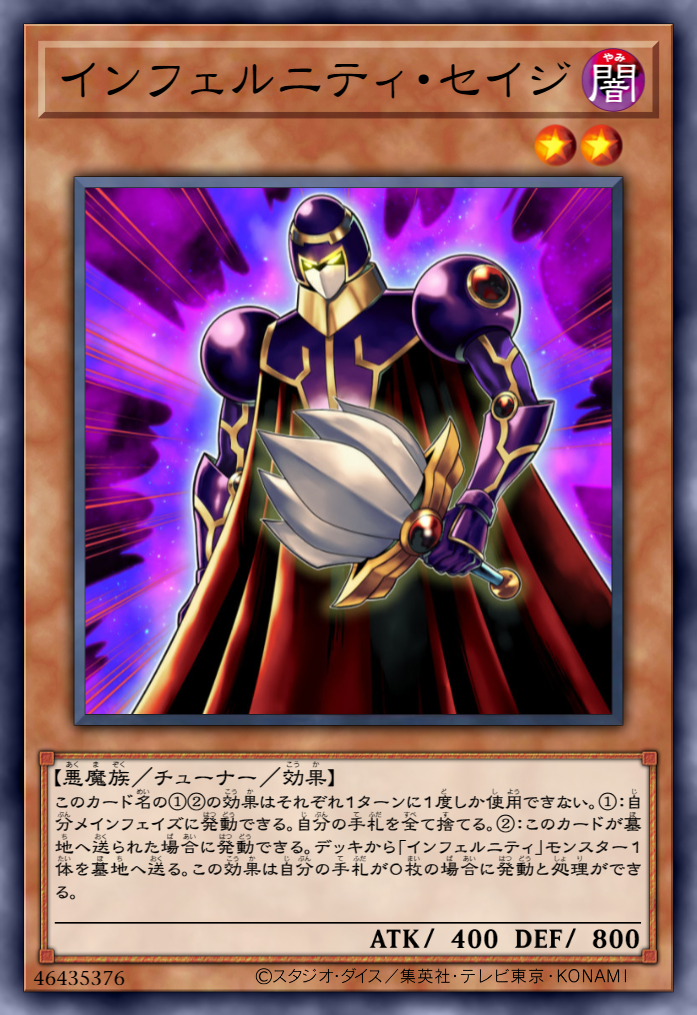 インフェルニティ・セイジ
やみ
闇
【悪魔族／チューナー／効果】
このカード名の①②の効果はそれぞれ1ターンに1度しか使用できない。①：自
分メインフェイズに発動できる。自分の手札を全て捨てる。②：このカードが墓
地へ送られた場合に発動できる。デッキから「インフェルニティ」モンスター1
体を墓地へ送る。この効果は自分の手札が０枚の場合に発動と処理ができ
る。
ATK/ 400 DEF/ 800
46435376 ©スタジオ・ダイス／集英社・テレビ東京・KONAMI